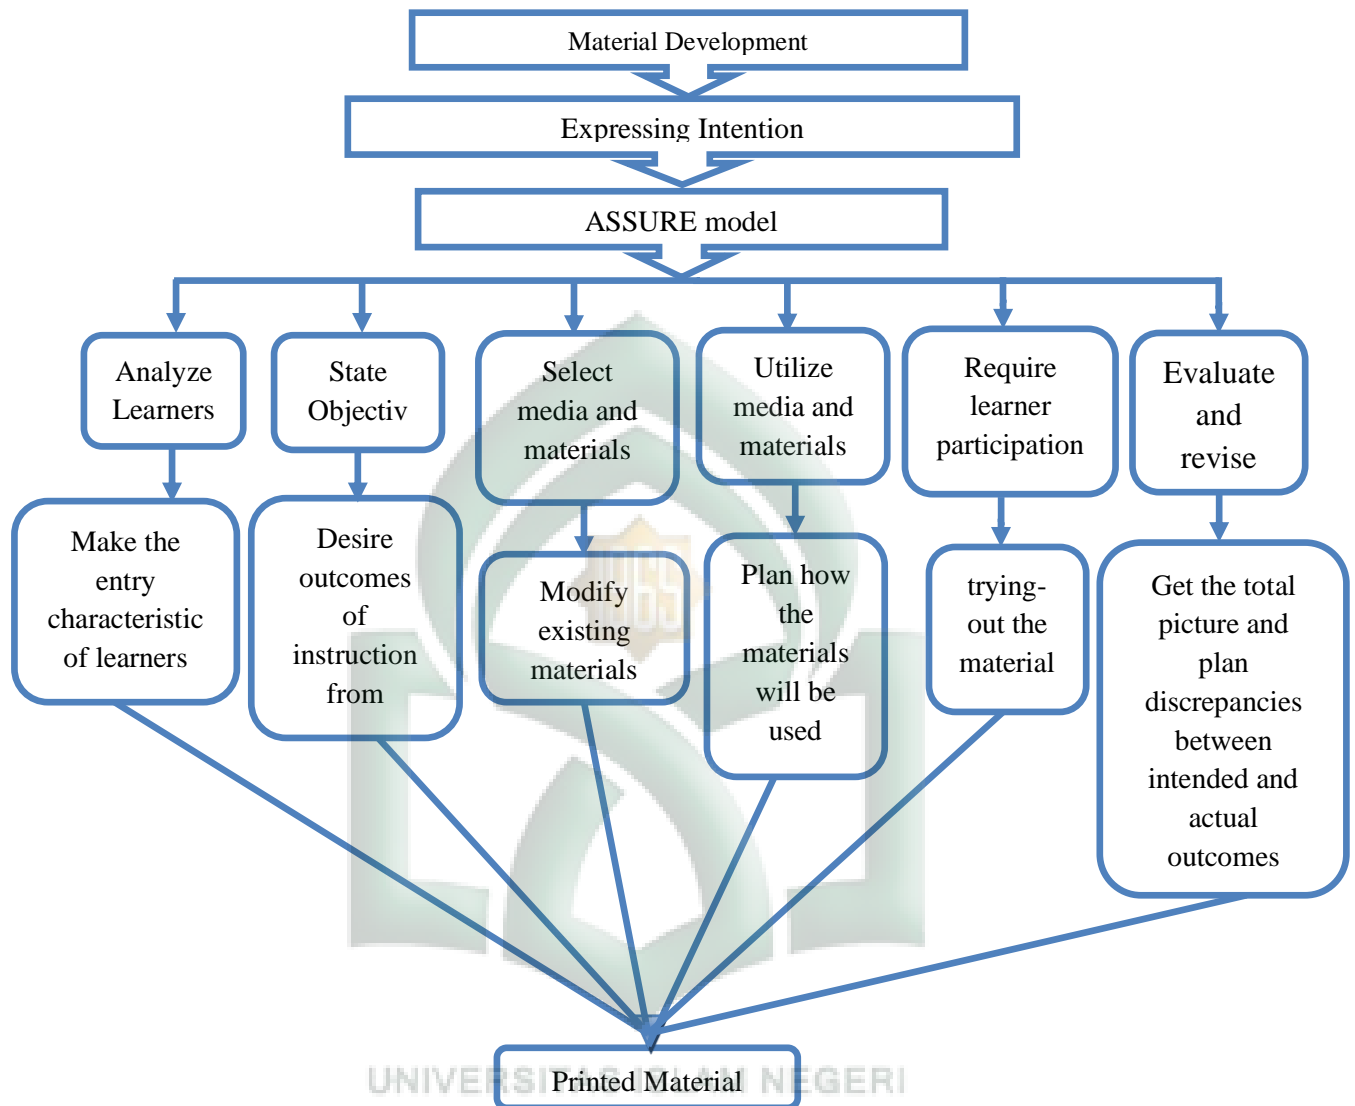 Material Development
Expressing Intention
ASSURE model
Analyze
Learners
State
Objectiv
Select
media and
materials
Utilize
media and
materials
Require
learner
participation
Evaluate
and
revise
Make the
entry
characteristic
of learners
Desire
outcomes
of
instruction
from
Modify
existing
materials
Plan how
the
materials
will be
used
trying-
out the
material
Get the total
picture and
plan
discrepancies
between
intended and
actual
outcomes
1965
Printed Material
UNIVERSITAS ISLAM NEGERI